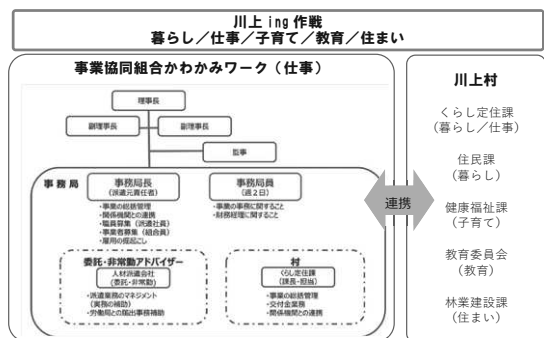 川上ing作戦
暮らし／仕事／子育て／教育／住まい
事業協同組合かわかみワーク（仕事）
理事長
副理事長
副理事長
監事
事務局
事務局長
（派遣元責任者）
・事業の総括管理
・関係機関との連携
・職員募集（派遣社員）
・事業者募集（組合員）
・雇用の掘起こし
事務局員
（週２日）
・事業の事務に関すること
・財務経理に関すること
委託・非常勤アドバイザー
人材派遣会社
（委託・非常勤）
・派遣業務のマネジメント
（実務の補助）
・労働局との届出事務補助
村
くらし定住課
（課長・担当）
・事業の総括管理
・交付金業務
・関係機関との連携
連携
川上村
くらし定住課
（暮らし／仕事）
住民課
（暮らし）
健康福祉課
（子育て）
教育委員会
（教育）
林業建設課
（住まい）